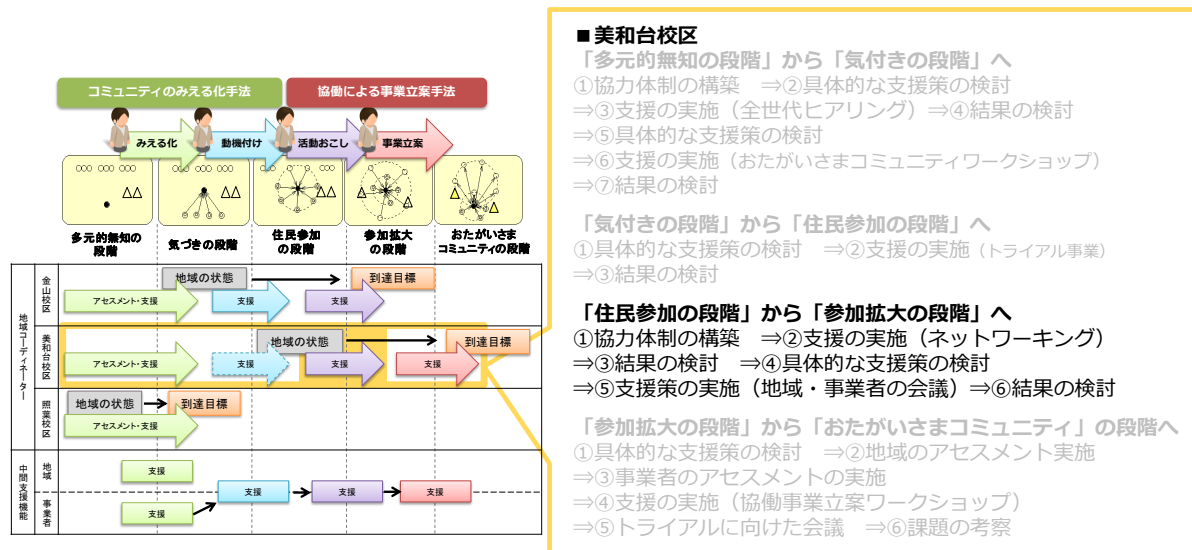 コミュニティのみえる化手法
協働による事業立案手法
みえる化
動機付け
活動おこし
事業立案
多元的無知の
段階
気づきの段階
住民参加
の段階
参加拡大
の段階
おたがいさま
コミュニティの段階
地域コーディネーター
金山校区
地域の状態
到達目標
アセスメント・支援
支援
支援
美和台校区
地域の状態
到達目標
アセスメント・支援
支援
支援
支援
照葉校区
地域の状態
到達目標
アセスメント・支援
中間支援機能
地域
支援
事業者
支援
支援
支援
支援
■美和台校区
「多元的無知の段階」から「気付きの段階」へ
①協力体制の構築 ⇒②具体的な支援策の検討
⇒③支援の実施（全世代ヒアリング）⇒④結果の検討
⇒⑤具体的な支援策の検討
⇒⑥支援の実施（おたがいさまコミュニティワークショップ）
⇒⑦結果の検討
「気付きの段階」から「住民参加の段階」へ
①具体的な支援策の検討 ⇒②支援の実施（トライアル事業）
⇒③結果の検討
「住民参加の段階」から「参加拡大の段階」へ
①協力体制の構築 ⇒②支援の実施（ネットワーキング）
⇒③結果の検討 ⇒④具体的な支援策の検討
⇒⑤支援策の実施（地域・事業者の会議）⇒⑥結果の検討
「参加拡大の段階」から「おたがいさまコミュニティ」の段階へ
①具体的な支援策の検討 ⇒②地域のアセスメント実施
⇒③事業者のアセスメントの実施
⇒④支援の実施（協働事業立案ワークショップ）
⇒⑤トライアルに向けた会議 ⇒⑥課題の考察